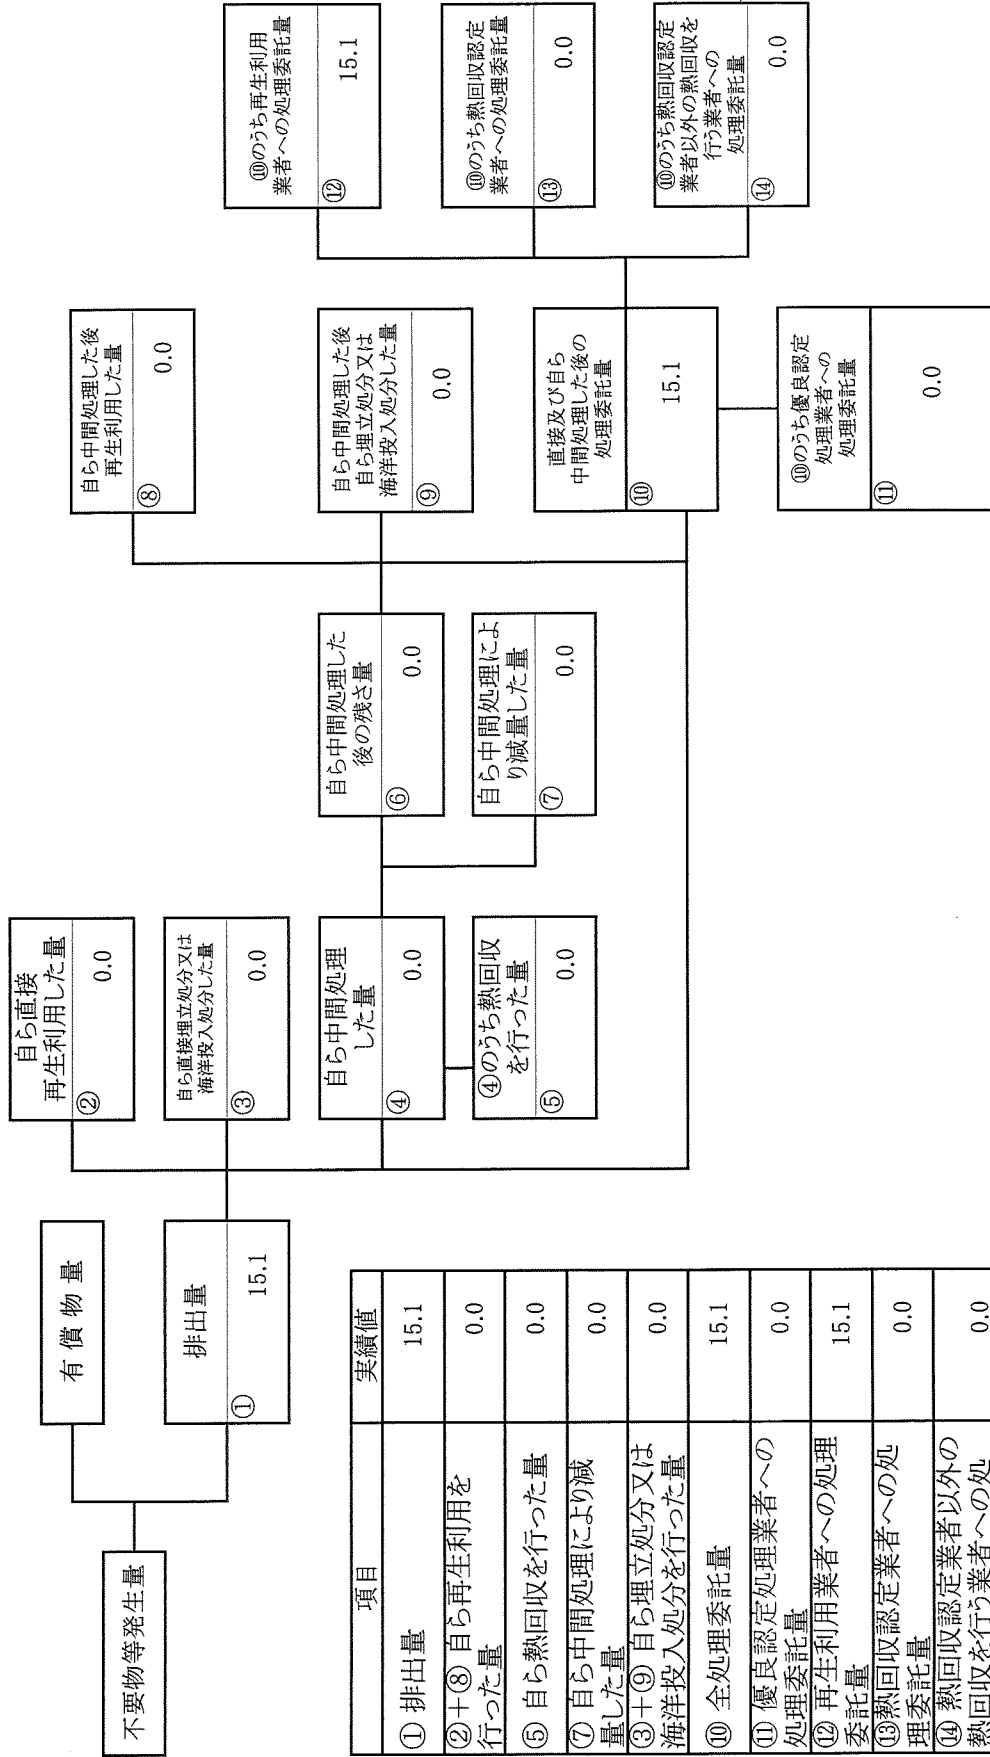 不要物等発生量
有償物量
排出量
①
15.1
自ら直接
再生利用した量
②
0.0
自ら直接埋立処分又は
海洋投入処分した量
③
0.0
自ら中間処理
した量
④
0.0
④のうち熱回収
を行った量
⑤
0.0
自ら中間処理した
後の残さ量
⑥
0.0
自ら中間処理によ
り減量した量
⑦
0.0
自ら中間処理した後
再生利用した量
⑧
0.0
自ら中間処理した後
自ら埋立処分又は
海洋投入処分した量
⑨
0.0
直接及び自ら
中間処理した後の
処理委託量
⑩
15.1
⑩のうち優良認定
処理業者への
処理委託量
⑪
0.0
⑩のうち再生利用
業者への処理委託量
⑫
15.1
⑩のうち熱回収認定
業者への処理委託量
⑬
0.0
⑩のうち熱回収認定
業者以外の熱回収を
行う業者への
処理委託量
⑭
0.0
項目 実績値
① 排出量 15.1
②+⑧ 自ら再生利用を
行った量 0.0
⑤ 自ら熱回収を行った量 0.0
⑦ 自ら中間処理により減
量した量 0.0
③+⑨ 自ら埋立処分又は
海洋投入処分を行った量 0.0
⑩ 全処理委託量 15.1
⑪ 優良認定処理業者への
処理委託量 0.0
⑫ 再生利用業者への処理
委託量 15.1
⑬熱回収認定業者への処
理委託量 0.0
⑭ 熱回収認定業者以外の
熱回収を行う業者への処 0.0